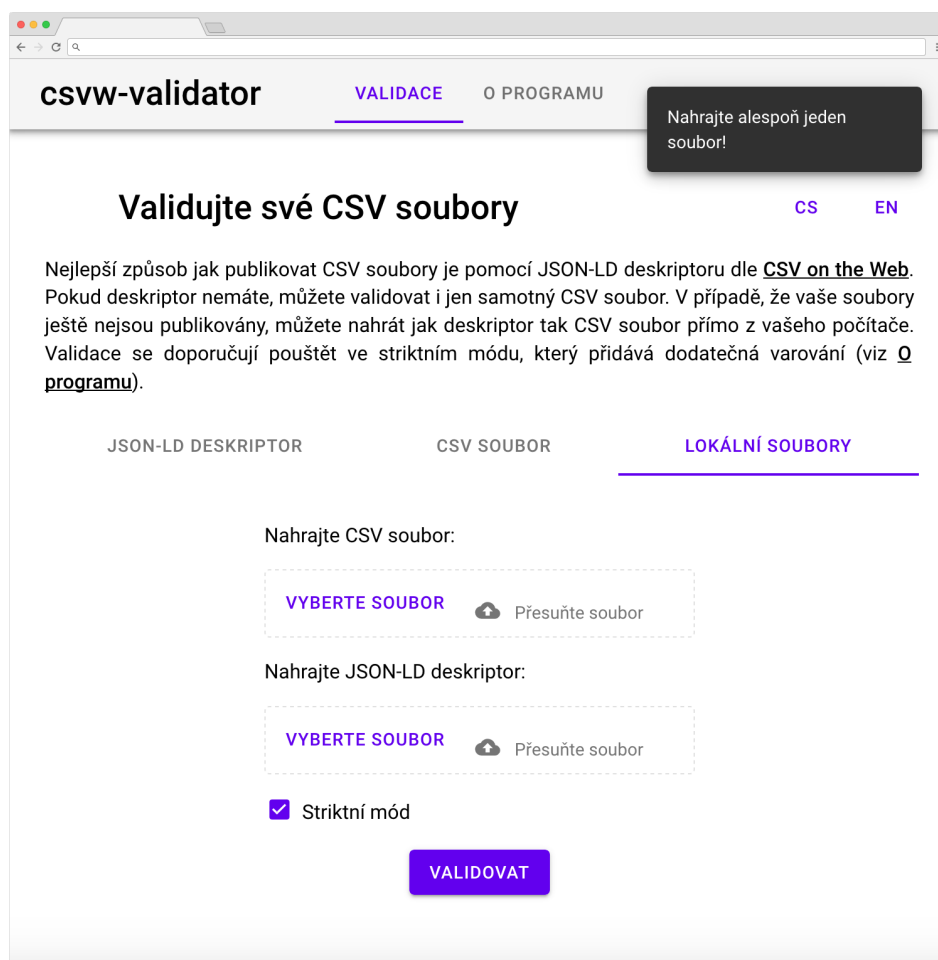 csvw-validator
VALIDACE
O PROGRAMU
Nahrajte alespoň jeden
soubor!
Validujte své CSV soubory
CS
EN
Nejlepší způsob jak publikovat CSV soubory je pomocí JSON-LD deskriptoru dle CSV on the Web.
Pokud deskriptor nemáte, můžete validovat i jen samotný CSV soubor. V případě, že vaše soubory
ještě nejsou publikovány, můžete nahrát jak deskriptor tak CSV soubor přímo z vašeho počítače.
Validace se doporučují pouštět ve striktním módu, který přidává dodatečná varování (viz O
programu).
JSON-LD DESKRIPTOR
CSV SOUBOR
LOKÁLNÍ SOUBORY
Nahrajte CSV soubor:
VYBERTE SOUBOR
Přesuňte soubor
Nahrajte JSON-LD deskriptor:
VYBERTE SOUBOR
Přesuňte soubor
Striktní mód
VALIDOVAT